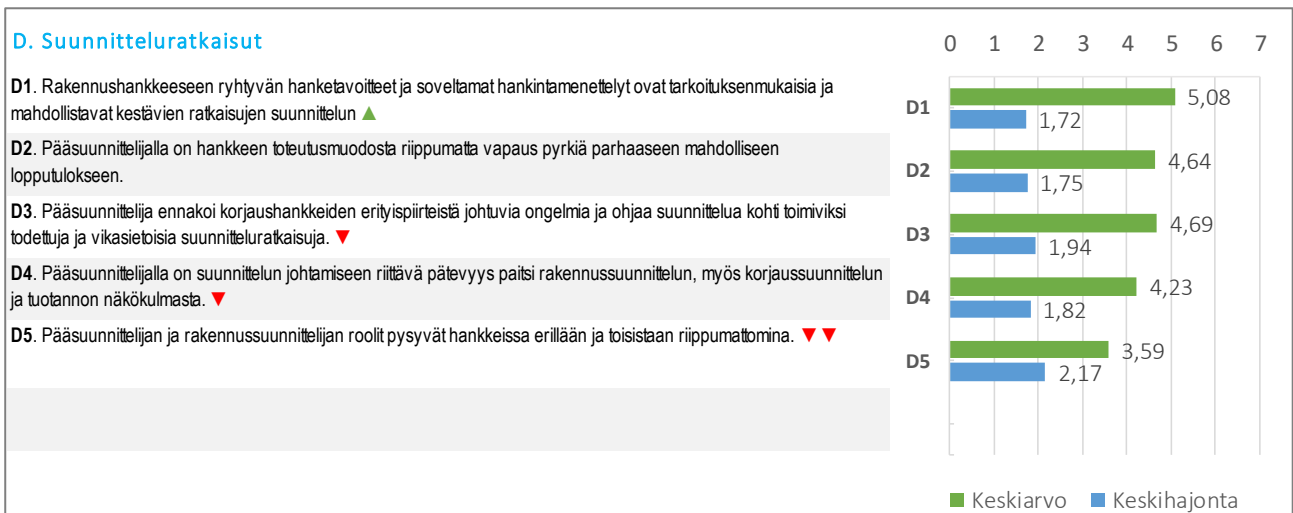 D. Suunnitteluratkaisut
D1. Rakennushankkeeseen ryhtyvän hanketavoitteet ja soveltamat hankintamenettelyt ovat tarkoituksenmukaisia ja
mahdollistavat kestävien ratkaisujen suunnittelun ▲
D2. Pääsuunnittelijalla on hankkeen toteutusmuodosta riippumatta vapaus pyrkiä parhaaseen mahdolliseen
lopputulokseen.
D3. Pääsuunnittelija ennakoi korjaushankkeiden erityispiirteistä johtuvia ongelmia ja ohjaa suunnittelua kohti toimiviksi
todettuja ja vikasietoisia suunnitteluratkaisuja. ▼
D4. Pääsuunnittelijalla on suunnittelun johtamiseen riittävä pätevyys paitsi rakennussuunnittelun, myös korjaussuunnittelun
ja tuotannon näkökulmasta. ▼
D5. Pääsuunnittelijan ja rakennussuunnittelijan roolit pysyvät hankkeissa erillään ja toisistaan riippumattomina. ▼ ▼
0 1 2 3 4 5 6 7
D1
5,08
1,72
D2
4,64
1,75
D3
4,69
1,94
D4
4,23
1,82
D5
3,59
2,17
Keskiarvo Keskihajonta